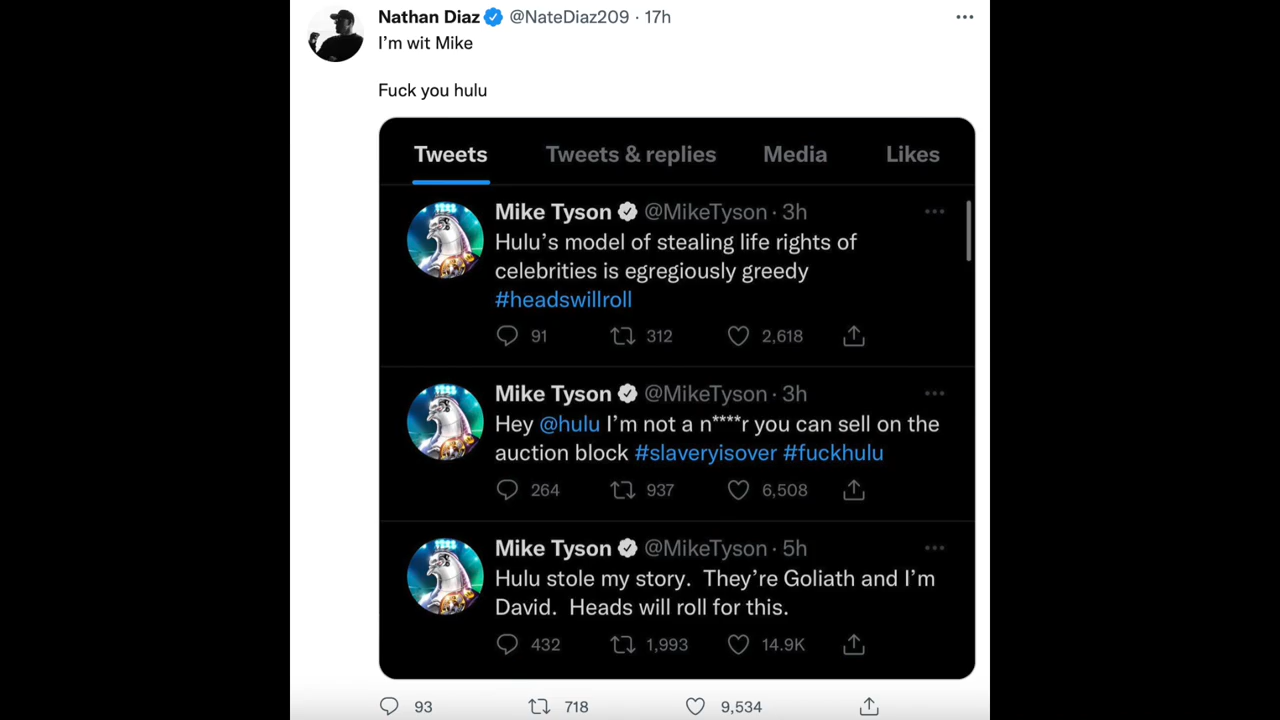 Nathan Diaz @NateDiaz209 · 17h
I'm wit Mike
Fuck you hulu
Tweets Tweets & replies Media Likes
Mike Tyson @MikeTyson · 3h
Hulu's model of stealing life rights of
celebrities is egregiously greedy
#headswillroll
91 312 2,618
Mike Tyson @MikeTyson · 3h
Hey @hulu I'm not a n****r you can sell on the
auction block #slaveryisover #fuckhulu
264 937 6,508
Mike Tyson @MikeTyson · 5h
Hulu stole my story.  They're Goliath and I'm
David.  Heads will roll for this.
432 1,993 14.9K
93 718 9,534